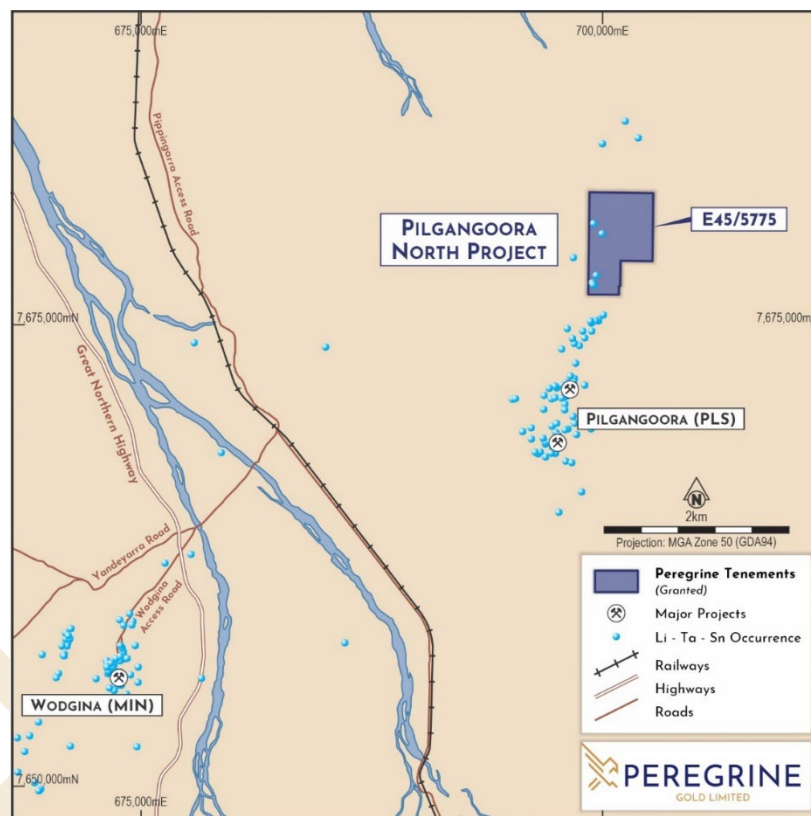 675,000mE
700,000mE
Pippingarra Access Road
PILGANGOORA
NORTH PROJECT
E45/5775
7,675,000mN
7,675,000m
Great Northern Highway
PILGANGOORA (PLS)
N
2km
Projection: MGA Zone 50 (GDA94)
Yandeyarra Road
Wodgina
Access Road
WODGINA (MIN)
Peregrine Tenements
(Granted)
Major Projects
Li - Ta - Sn Occurrence
Railways
Highways
Roads
7,650,000mN
675,000mE
PEREGRINE
GOLD LIMITED